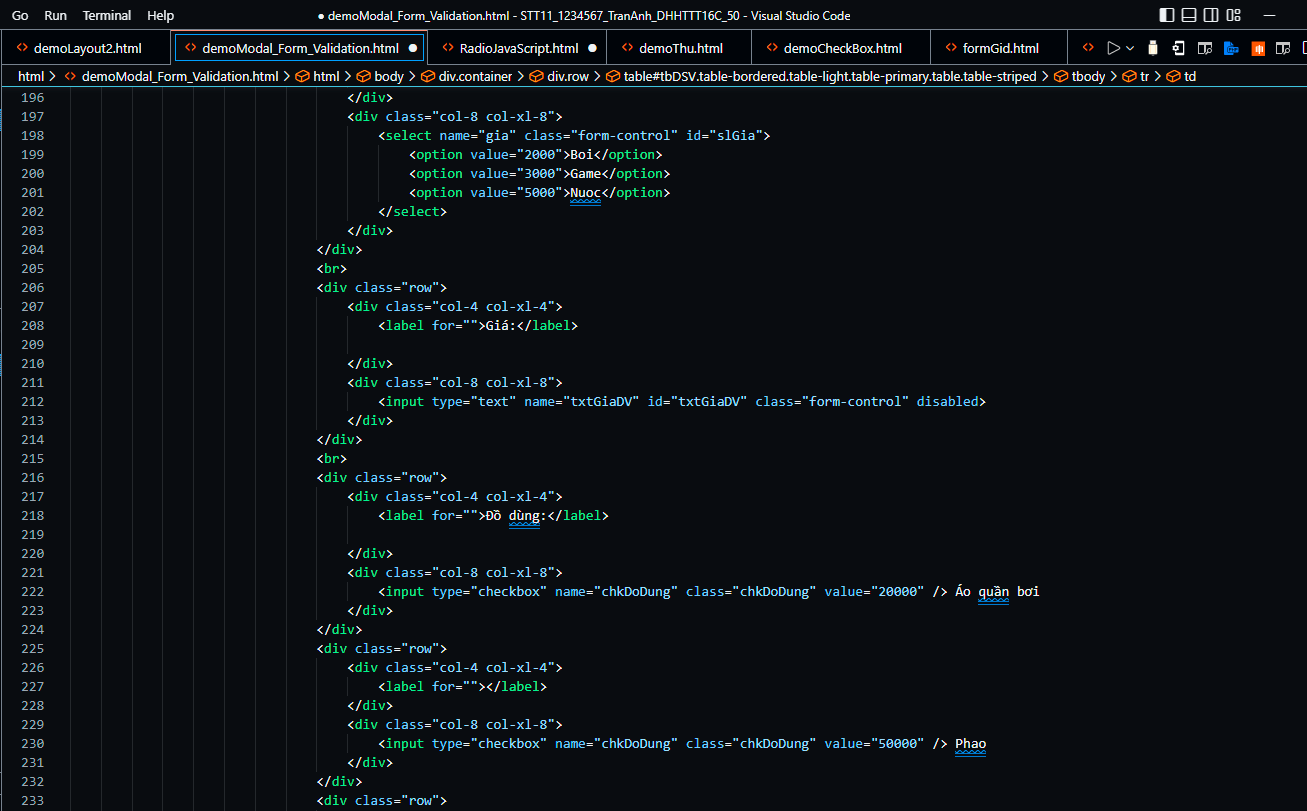 Go Run Terminal Help ● demoModal_Form_Validation.html - STT11_1234567_TranAnh_DHHTTT16C_50 - Visual Studio Code
demoLayout2.html demoModal_Form_Validation.html ● RadioJavaScript.html ● demoThu.html demoCheckBox.html formGid.html
html > demoModal_Form_Validation.html > html > body > div.container > div.row > table#tbDSV.table-bordered.table-light.table-primary.table.table-striped > tbody > tr > td
196 </div>
197 <div class="col-8 col-xl-8">
198 <select name="gia" class="form-control" id="slGia">
199 <option value="2000">Boi</option>
200 <option value="3000">Game</option>
201 <option value="5000">Nuoc</option>
202 </select>
203 </div>
204 </div>
205 <br>
206 <div class="row">
207 <div class="col-4 col-xl-4">
208 <label for="">Giá:</label>
209
210 </div>
211 <div class="col-8 col-xl-8">
212 <input type="text" name="txtGiaDV" id="txtGiaDV" class="form-control" disabled>
213 </div>
214 </div>
215 <br>
216 <div class="row">
217 <div class="col-4 col-xl-4">
218 <label for="">Đồ dùng:</label>
219
220 </div>
221 <div class="col-8 col-xl-8">
222 <input type="checkbox" name="chkDoDung" class="chkDoDung" value="20000" /> Áo quần bơi
223 </div>
224 </div>
225 <div class="row">
226 <div class="col-4 col-xl-4">
227 <label for=""></label>
228 </div>
229 <div class="col-8 col-xl-8">
230 <input type="checkbox" name="chkDoDung" class="chkDoDung" value="50000" /> Phao
231 </div>
232 </div>
233 <div class="row">